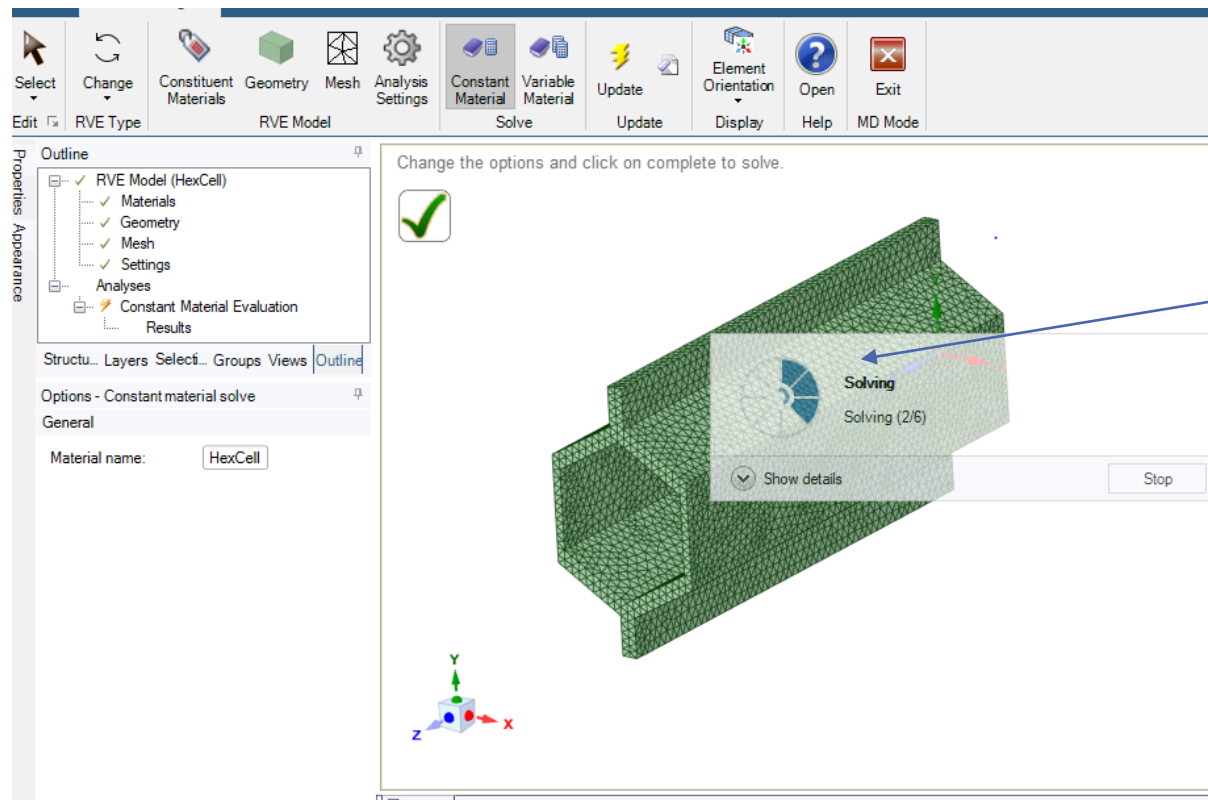 Select
Change
Constituent
Materials
Geometry
Mesh
Analysis
Settings
Constant
Material
Variable
Material
Update
Element
Orientation
Open
Exit
Edit
RVE Type
RVE Model
Solve
Update
Display
Help
MD Mode
Properties
Appearance
Outline
RVE Model (HexCell)
Materials
Geometry
Mesh
Settings
Analyses
Constant Material Evaluation
Results
Structu... Layers Selecti... Groups Views Outline
Options - Constant material solve
General
Material name: HexCell
Change the options and click on complete to solve.
Solving
Solving (2/6)
Show details
Stop
Y
Z
X